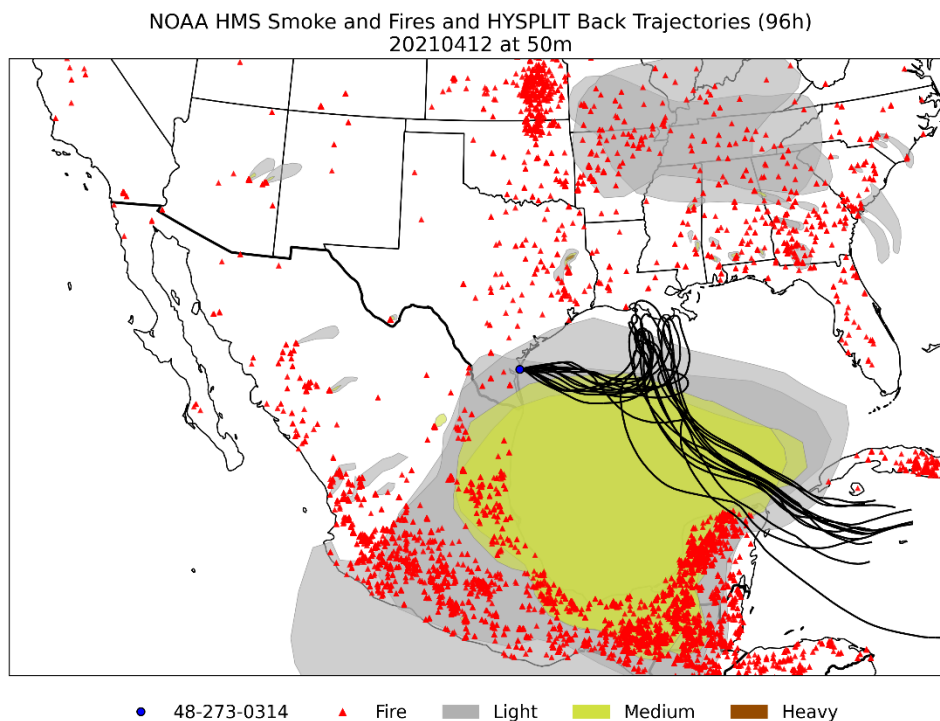 NOAA HMS Smoke and Fires and HYSPLIT Back Trajectories (96h)
20210412 at 50m
48-273-0314 Fire Light Medium Heavy